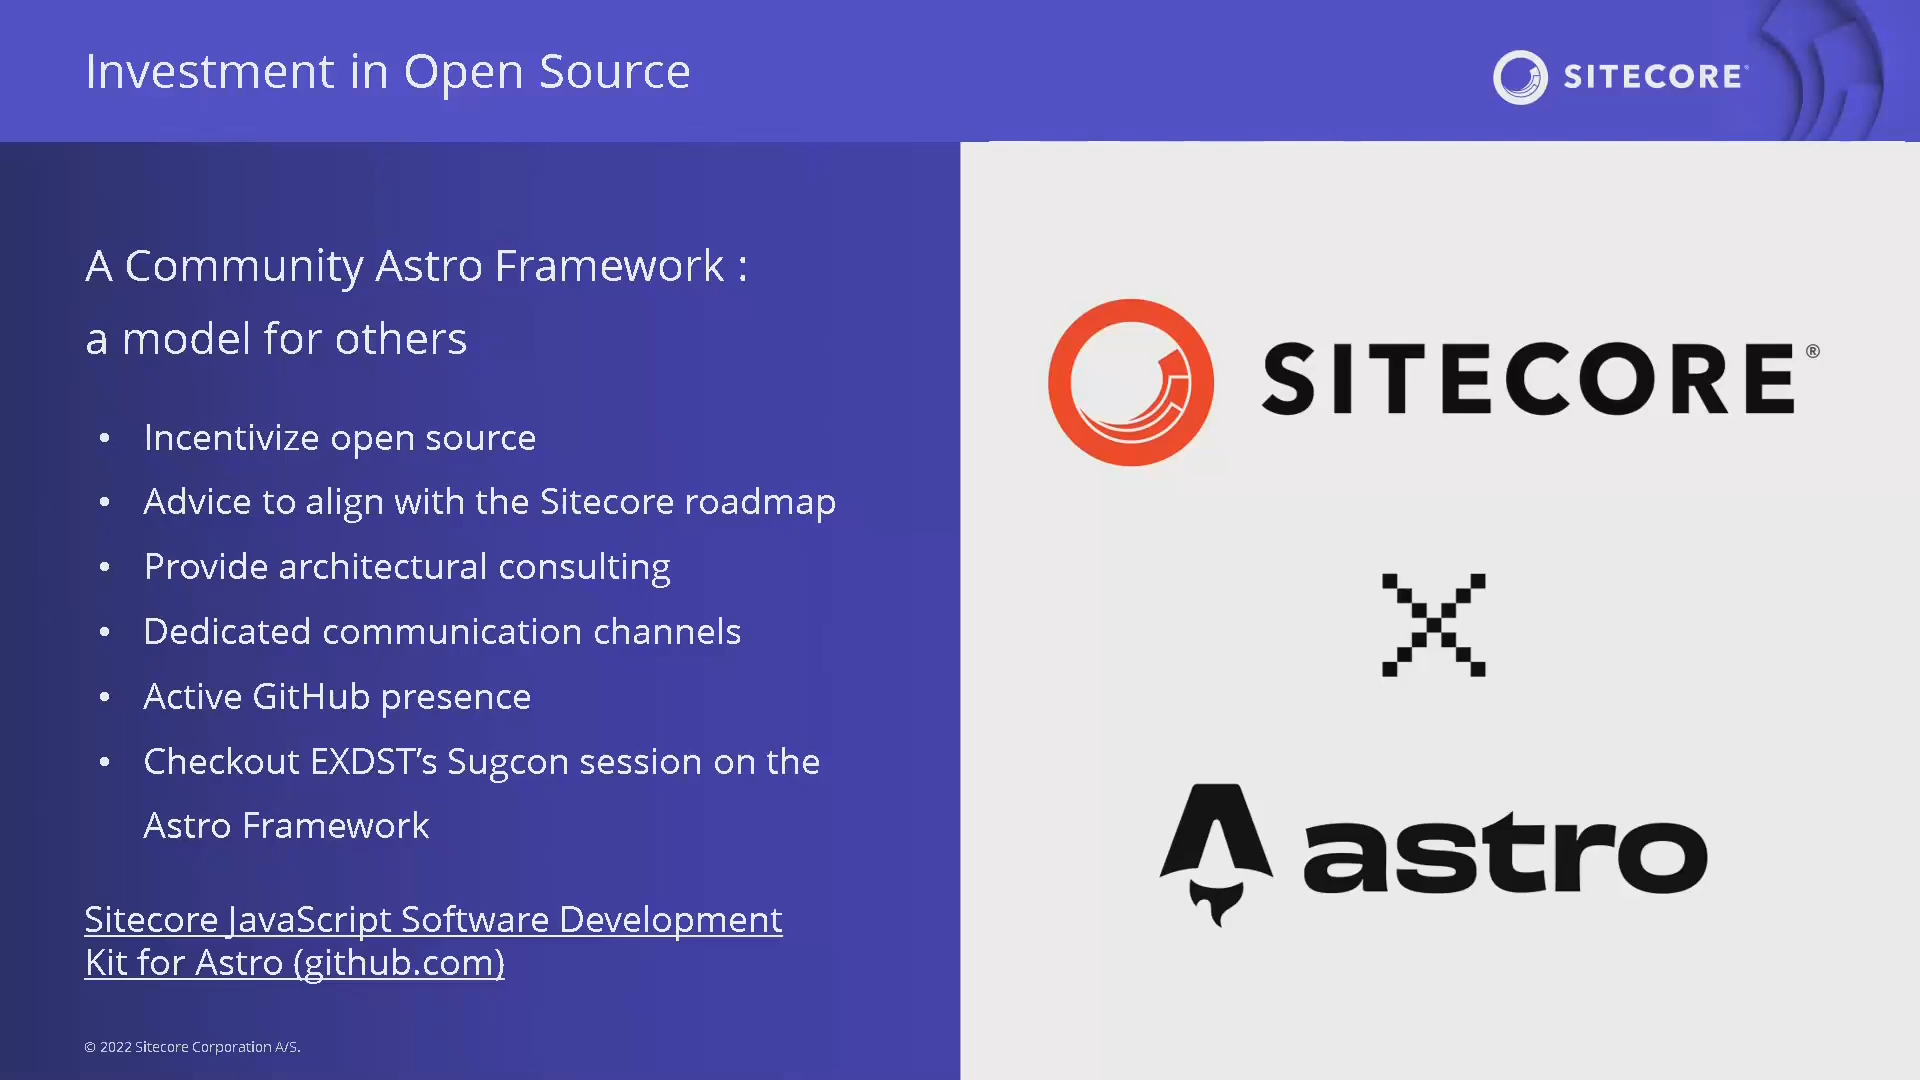 Investment in Open Source
SITECORE
A Community Astro Framework :
a model for others
• Incentivize open source
• Advice to align with the Sitecore roadmap
• Provide architectural consulting
• Dedicated communication channels
• Active GitHub presence
• Checkout EXDST’s Sugcon session on the
Astro Framework
Sitecore JavaScript Software Development
Kit for Astro (github.com)
© 2022 Sitecore Corporation A/S.
SITECORE®
astro